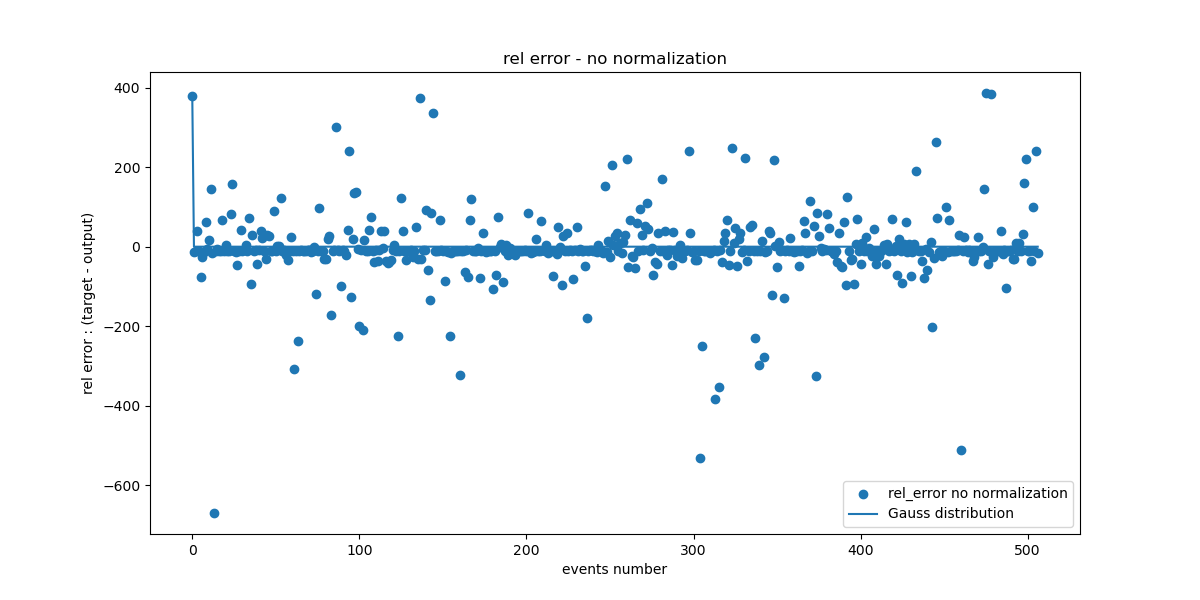 rel error - no normalization
rel error : (target - output)
400
200
0
−200
−400
−600
0 100 200 300 400 500
events number
rel_error no normalization
Gauss distribution